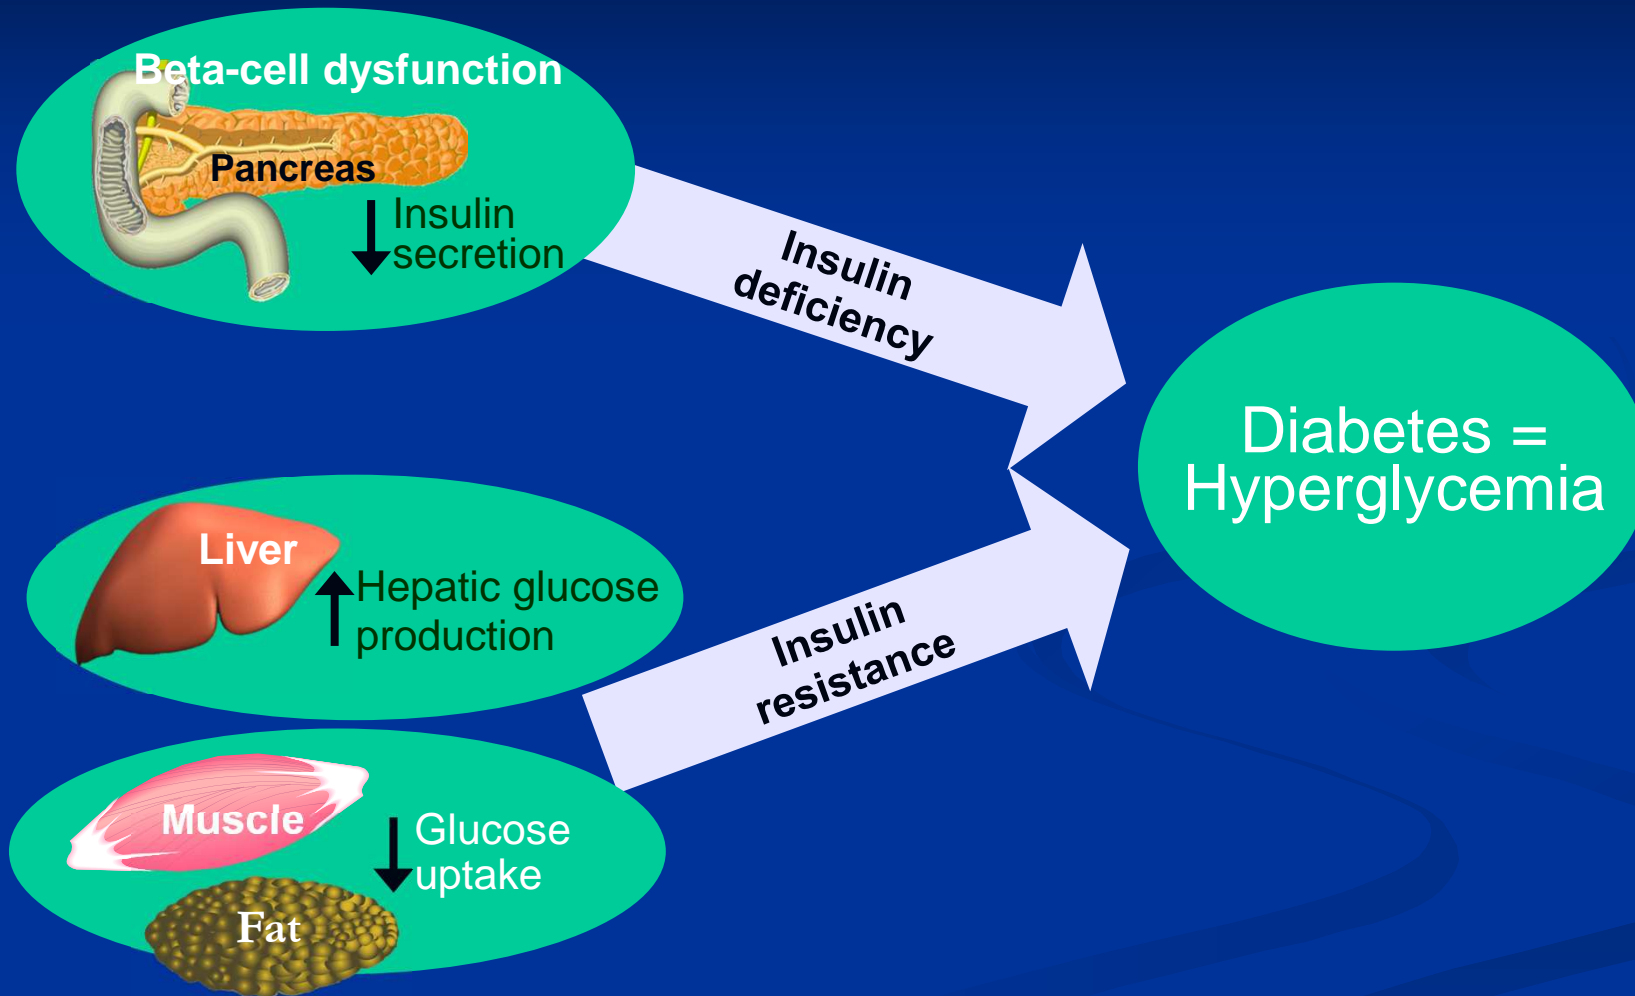 Beta-cell dysfunction
Pancreas
Insulin
secretion
Insulin
deficiency
Diabetes =
Hyperglycemia
Liver
Hepatic glucose
production
Insulin
resistance
Muscle
Glucose
uptake
Fat